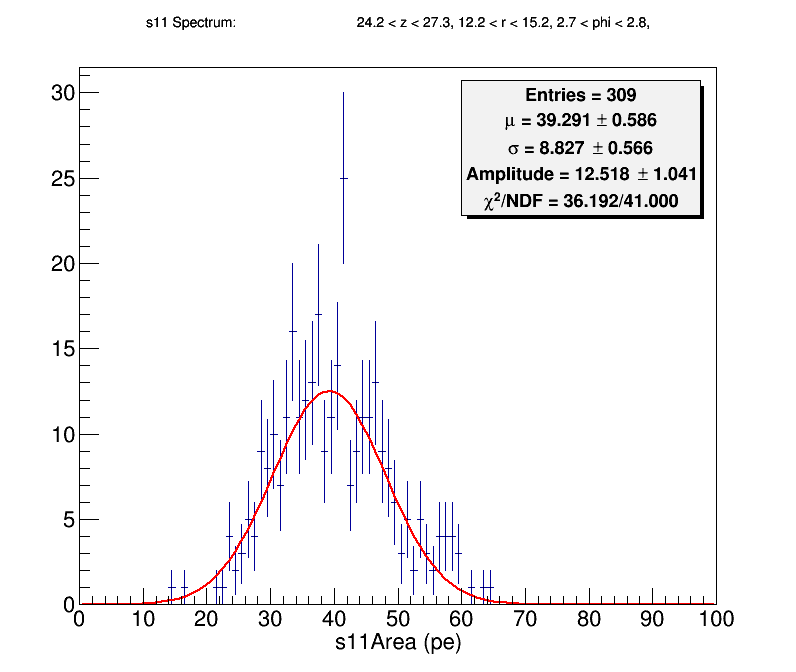 s11 Spectrum: 24.2 < z < 27.3, 12.2 < r < 15.2, 2.7 < phi < 2.8,
Entries = 309
μ = 39.291 ± 0.586
σ = 8.827 ± 0.566
Amplitude = 12.518 ± 1.041
χ²/NDF = 36.192/41.000
30
25
20
15
10
5
0
0 10 20 30 40 50 60 70 80 90 100
s11Area (pe)